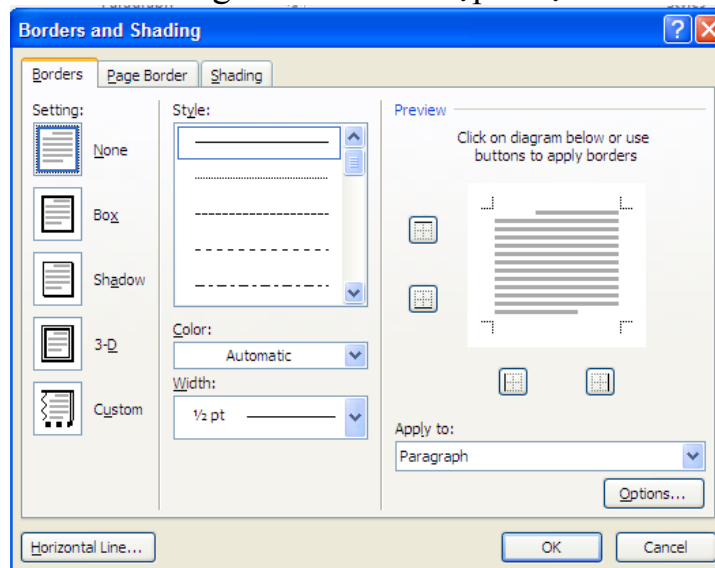 Borders and Shading
Borders
Page Border
Shading
Setting:
None
Box
Shadow
3-D
Custom
Style:
Color:
Automatic
Width:
½ pt
Preview
Click on diagram below or use
buttons to apply borders
Apply to:
Paragraph
Options...
Horizontal Line...
OK
Cancel